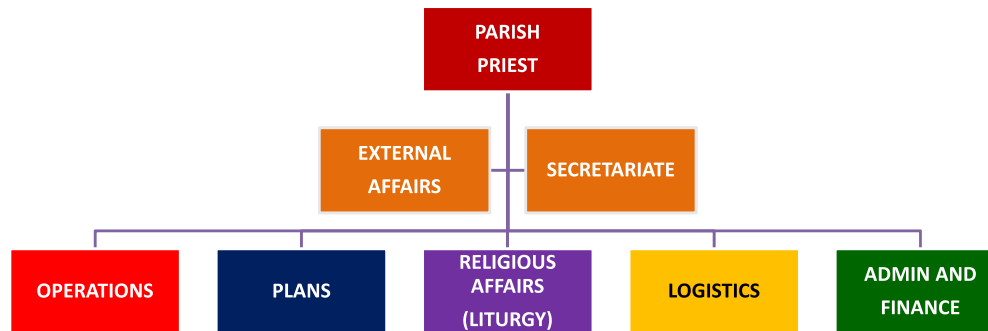 PARISH
PRIEST
EXTERNAL
AFFAIRS
SECRETARIATE
OPERATIONS
PLANS
RELIGIOUS
AFFAIRS
(LITURGY)
LOGISTICS
ADMIN AND
FINANCE